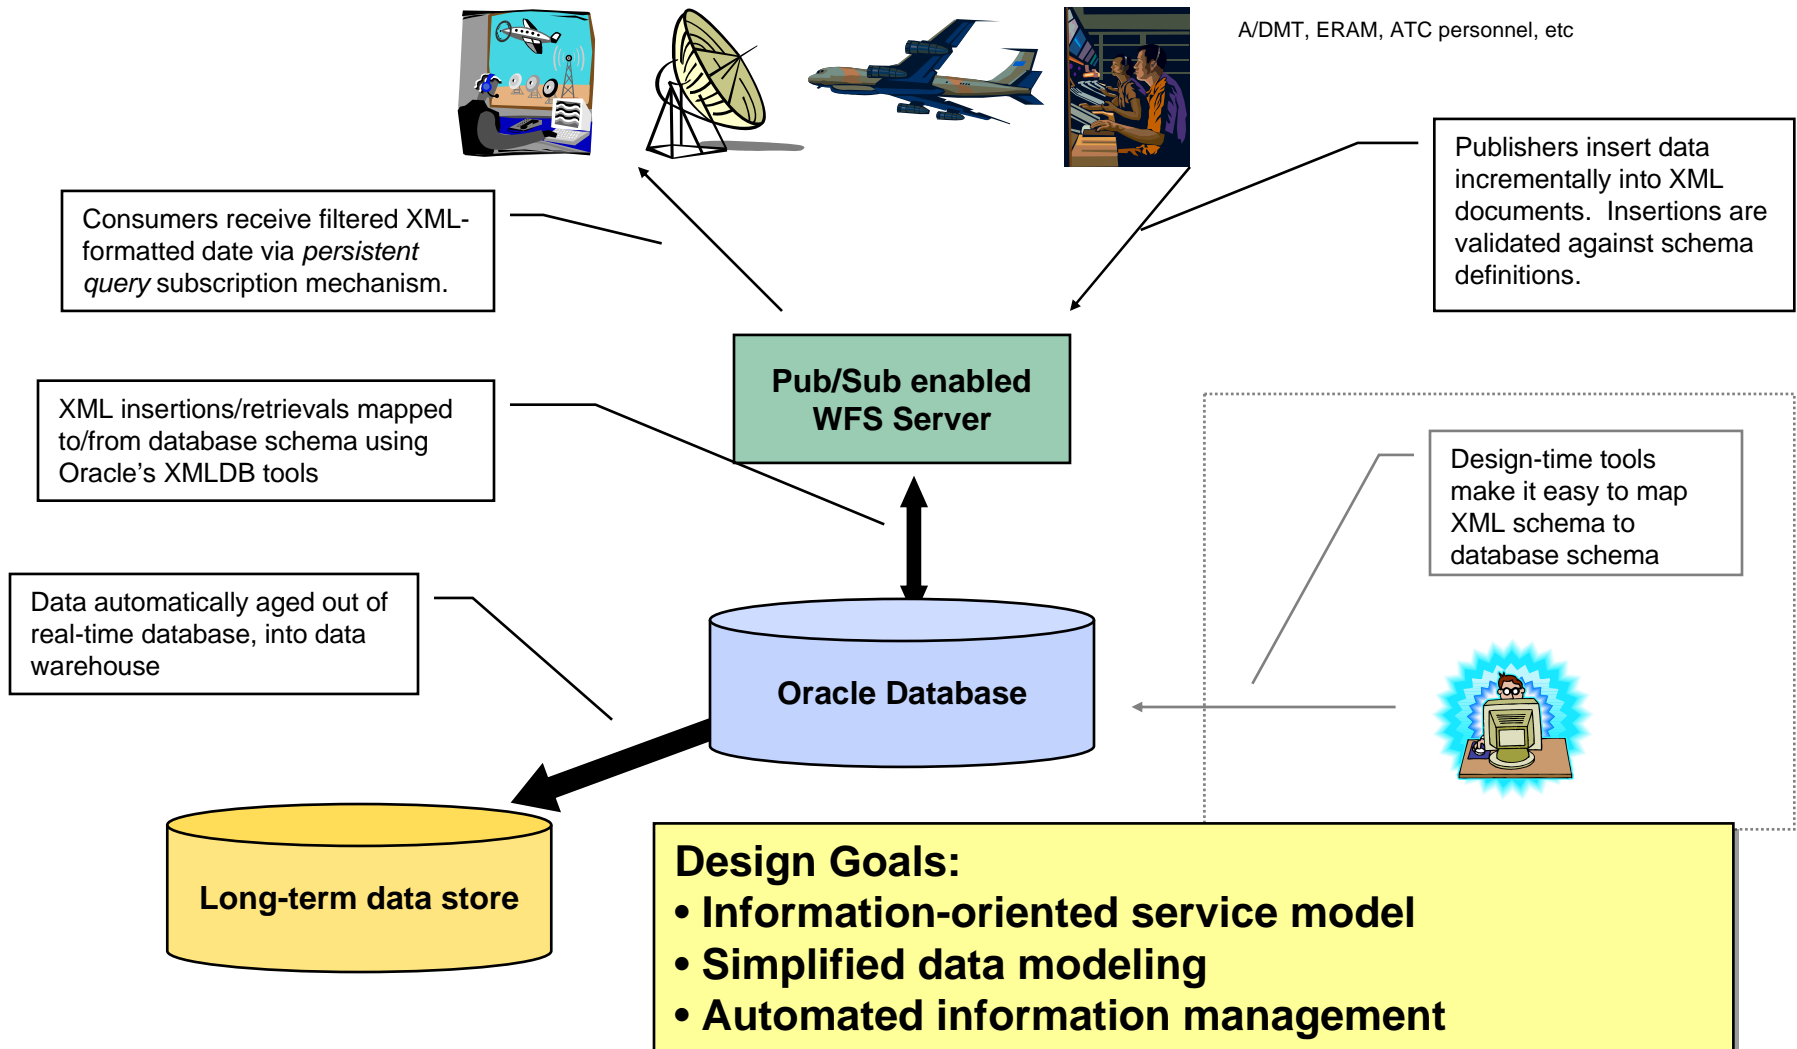 A/DMT, ERAM, ATC personnel, etc
Publishers insert data
incrementally into XML
documents.  Insertions are
validated against schema
definitions.
Consumers receive filtered XML-
formatted date via persistent
query subscription mechanism.
Pub/Sub enabled
WFS Server
XML insertions/retrievals mapped
to/from database schema using
Oracle’s XMLDB tools
Design-time tools
make it easy to map
XML schema to
database schema
Data automatically aged out of
real-time database, into data
warehouse
Oracle Database
Long-term data store
Design Goals:
• Information-oriented service model
• Simplified data modeling
• Automated information management